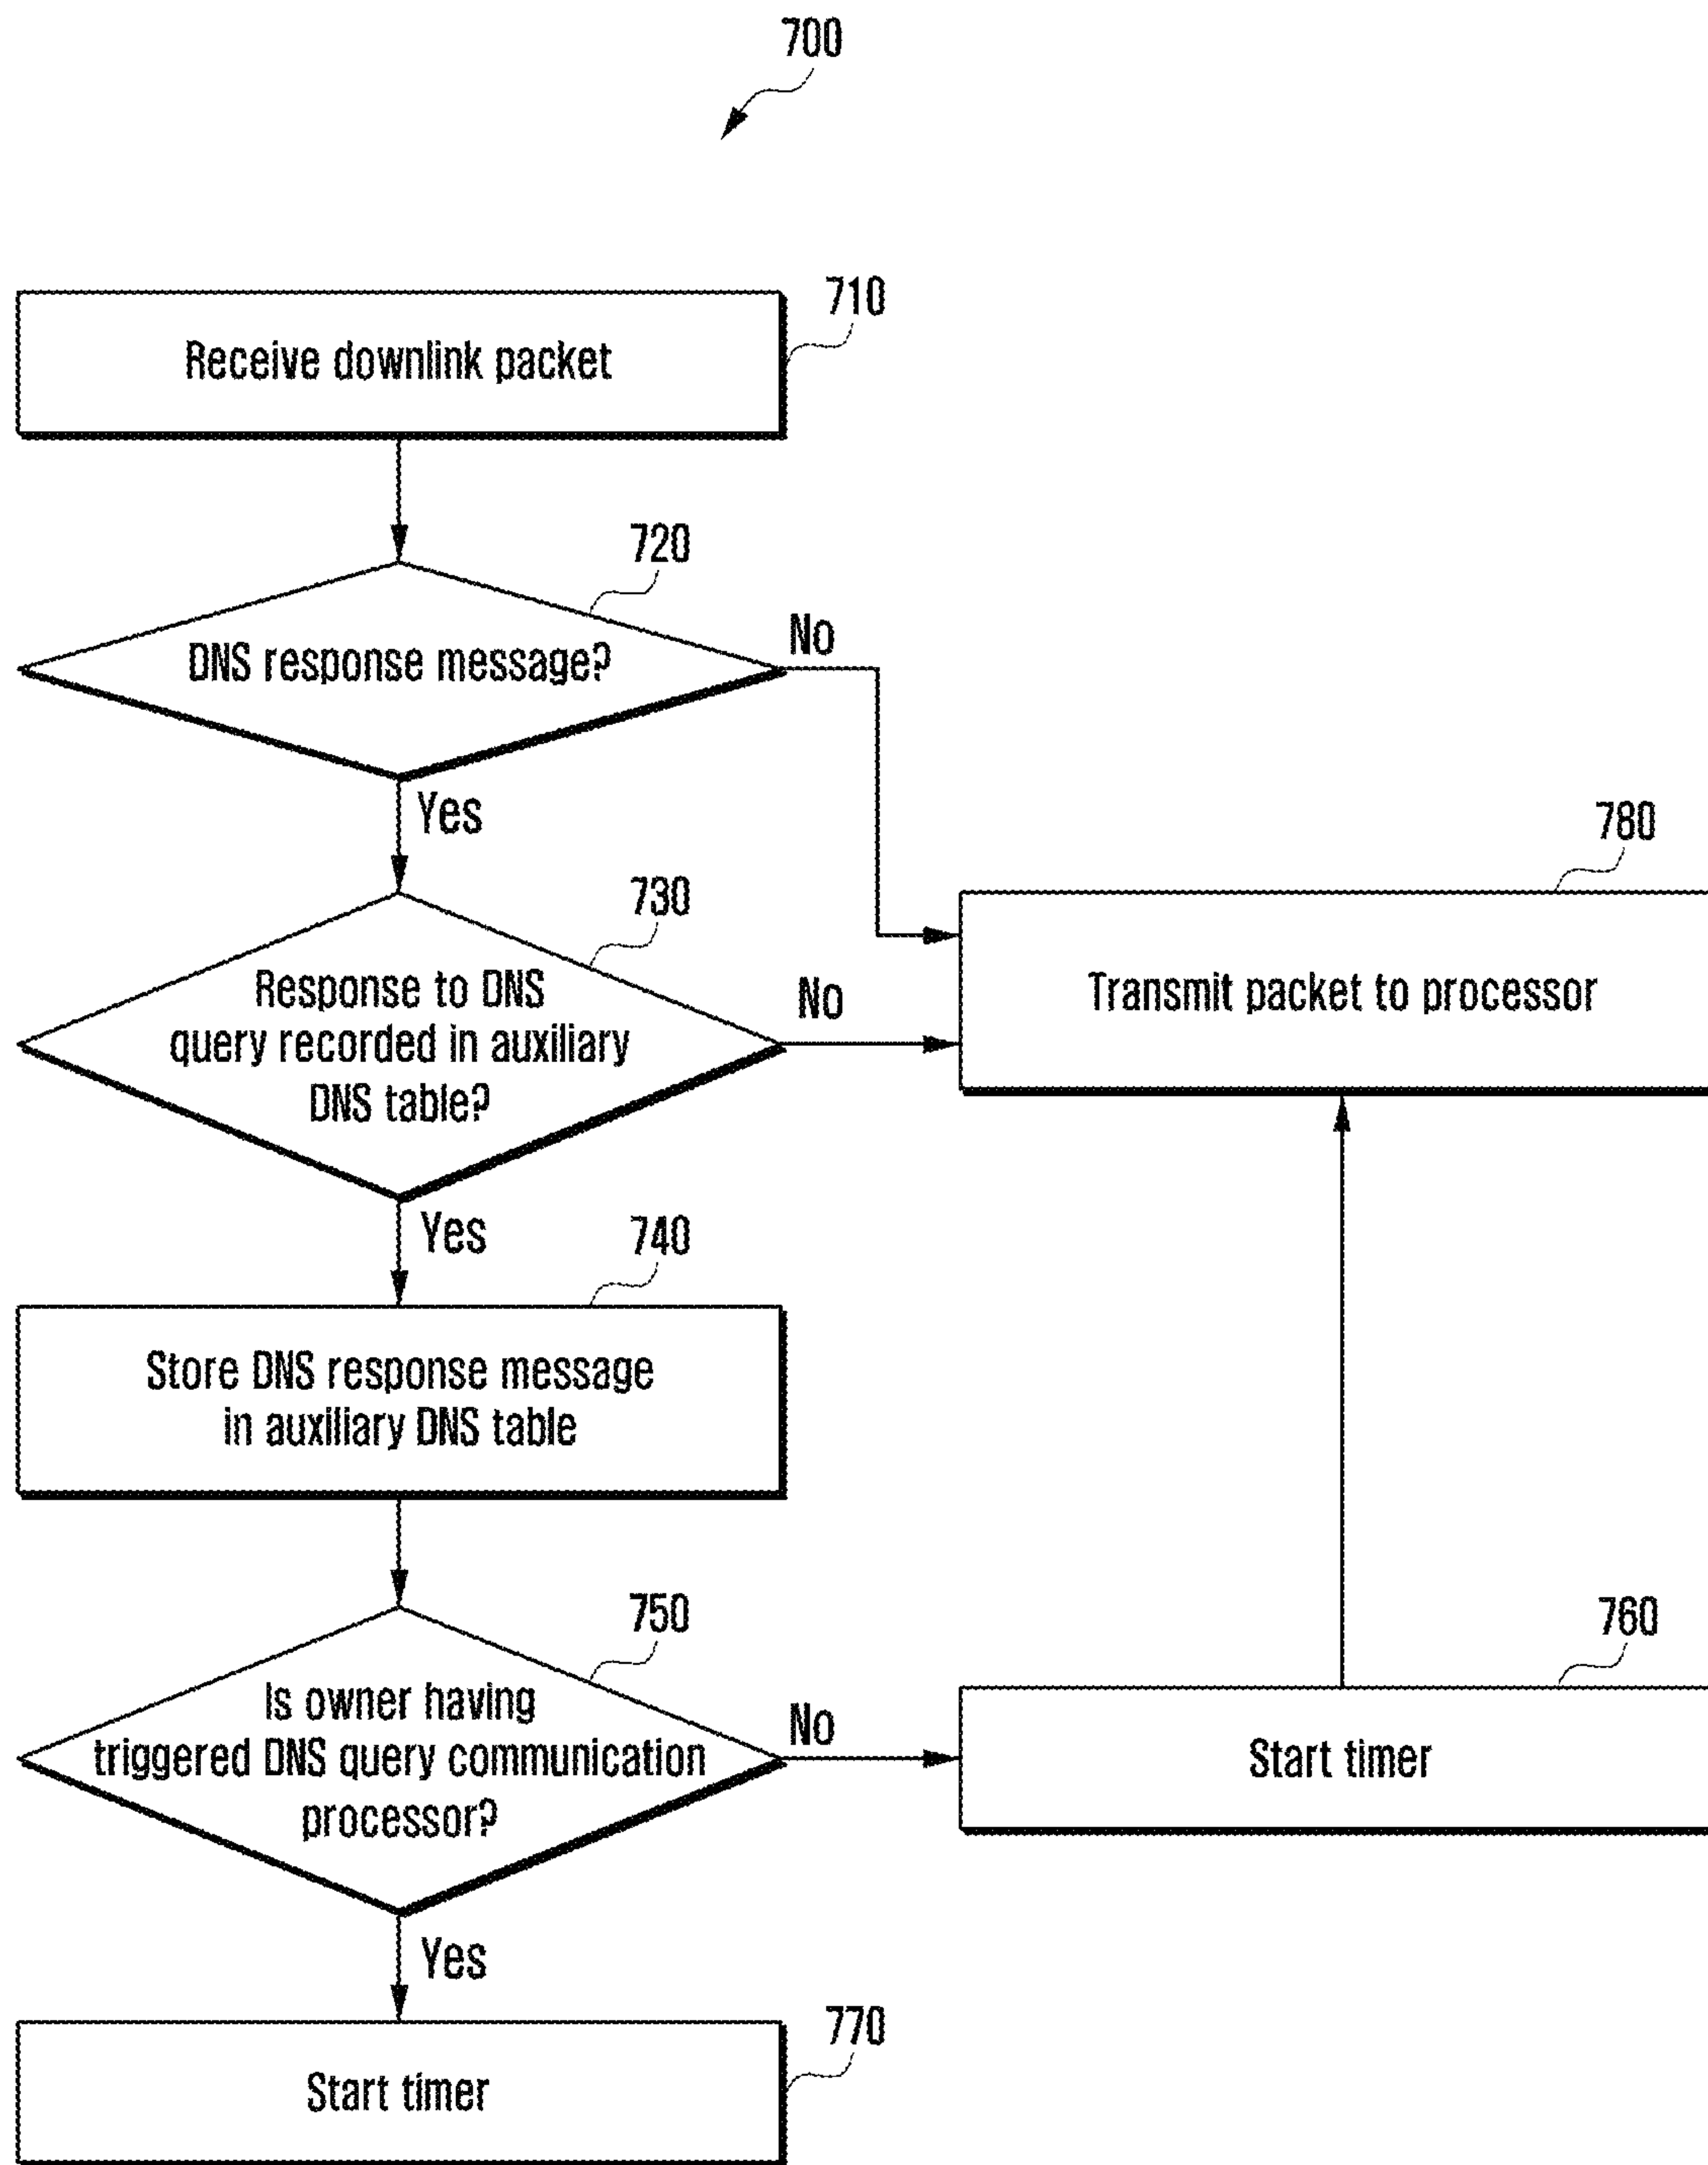 700
710
Receive downlink packet
720
DNS response message?
No
Yes
730
Response to DNS
query recorded in auxiliary
DNS table?
No
780
Transmit packet to processor
Yes
740
Store DNS response message
in auxiliary DNS table
750
Is owner having
triggered DNS query communication
processor?
No
760
Start timer
Yes
770
Start timer